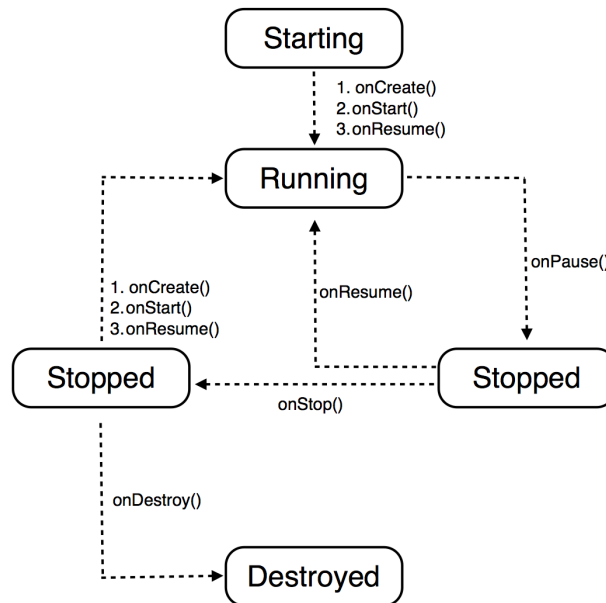 Starting
1. onCreate()
2.onStart()
3.onResume()
Running
onPause()
onResume()
1. onCreate()
2.onStart()
3.onResume()
Stopped
Stopped
onStop()
onDestroy()
Destroyed